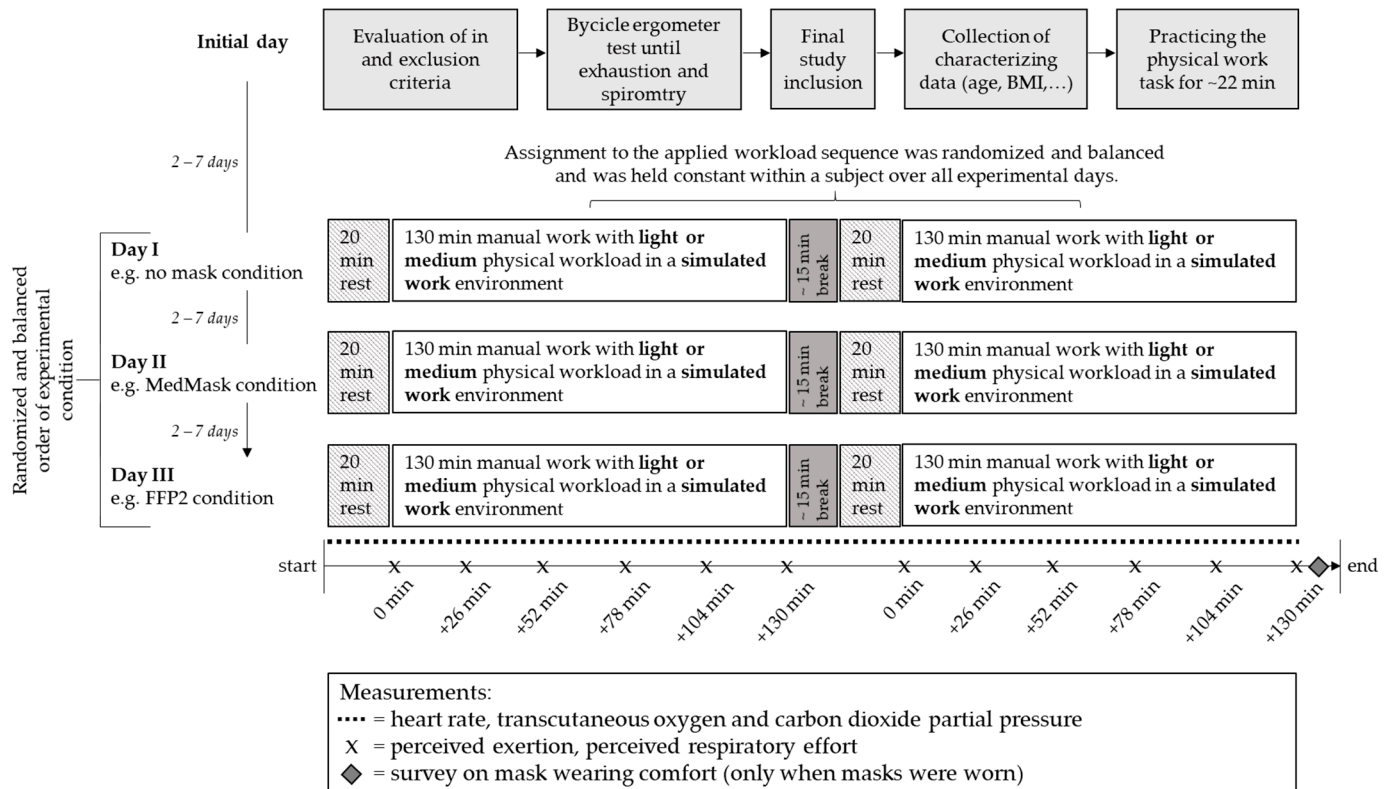 Initial day
Evaluation of in
and exclusion
criteria
Bycicle ergometer
test until
exhaustion and
spiromtry
Final
study
inclusion
Collection of
characterizing
data (age, BMI,…)
Practicing the
physical work
task for ~22 min
2 – 7 days
Assignment to the applied workload sequence was randomized and balanced
and was held constant within a subject over all experimental days.
Randomized and balanced
order of experimental
condition
Day I
e.g. no mask condition
20
min
rest
130 min manual work with light or
medium physical workload in a simulated
work environment
~ 15 min
break
20
min
rest
130 min manual work with light or
medium physical workload in a simulated
work environment
2 – 7 days
Day II
e.g. MedMask condition
20
min
rest
130 min manual work with light or
medium physical workload in a simulated
work environment
~ 15 min
break
20
min
rest
130 min manual work with light or
medium physical workload in a simulated
work environment
2 – 7 days
Day III
e.g. FFP2 condition
20
min
rest
130 min manual work with light or
medium physical workload in a simulated
work environment
~ 15 min
break
20
min
rest
130 min manual work with light or
medium physical workload in a simulated
work environment
start x x x x x x x x x x x x end
0 min
+26 min
+52 min
+78 min
+104 min
+130 min
0 min
+26 min
+52 min
+78 min
+104 min
+130 min
Measurements:
= heart rate, transcutaneous oxygen and carbon dioxide partial pressure
x = perceived exertion, perceived respiratory effort
= survey on mask wearing comfort (only when masks were worn)